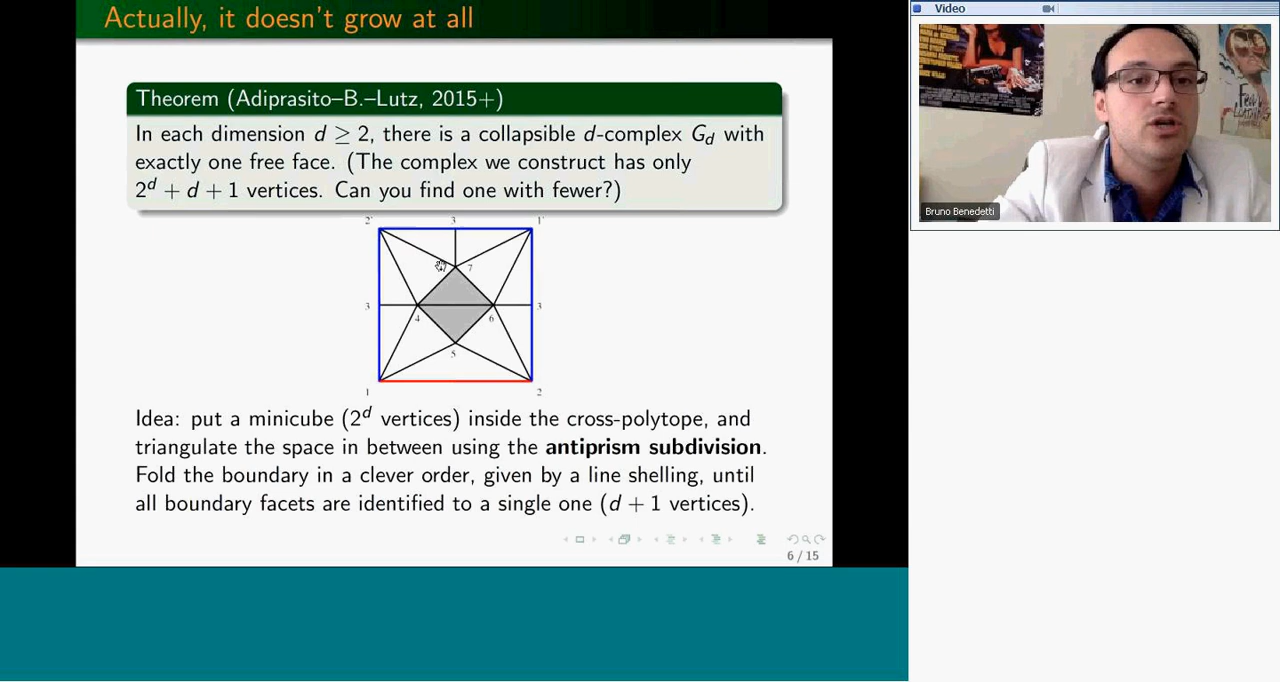 Actually, it doesn't grow at all
Theorem (Adiprasito–B.–Lutz, 2015+)
In each dimension d ≥ 2, there is a collapsible d-complex G_d with
exactly one free face. (The complex we construct has only
2^d + d + 1 vertices. Can you find one with fewer?)
2' 3 1'
7
3 3
4 6
5
1 2
Idea: put a minicube (2^d vertices) inside the cross-polytope, and
triangulate the space in between using the antiprism subdivision.
Fold the boundary in a clever order, given by a line shelling, until
all boundary facets are identified to a single one (d + 1 vertices).
6 / 15
Video
Bruno Benedetti